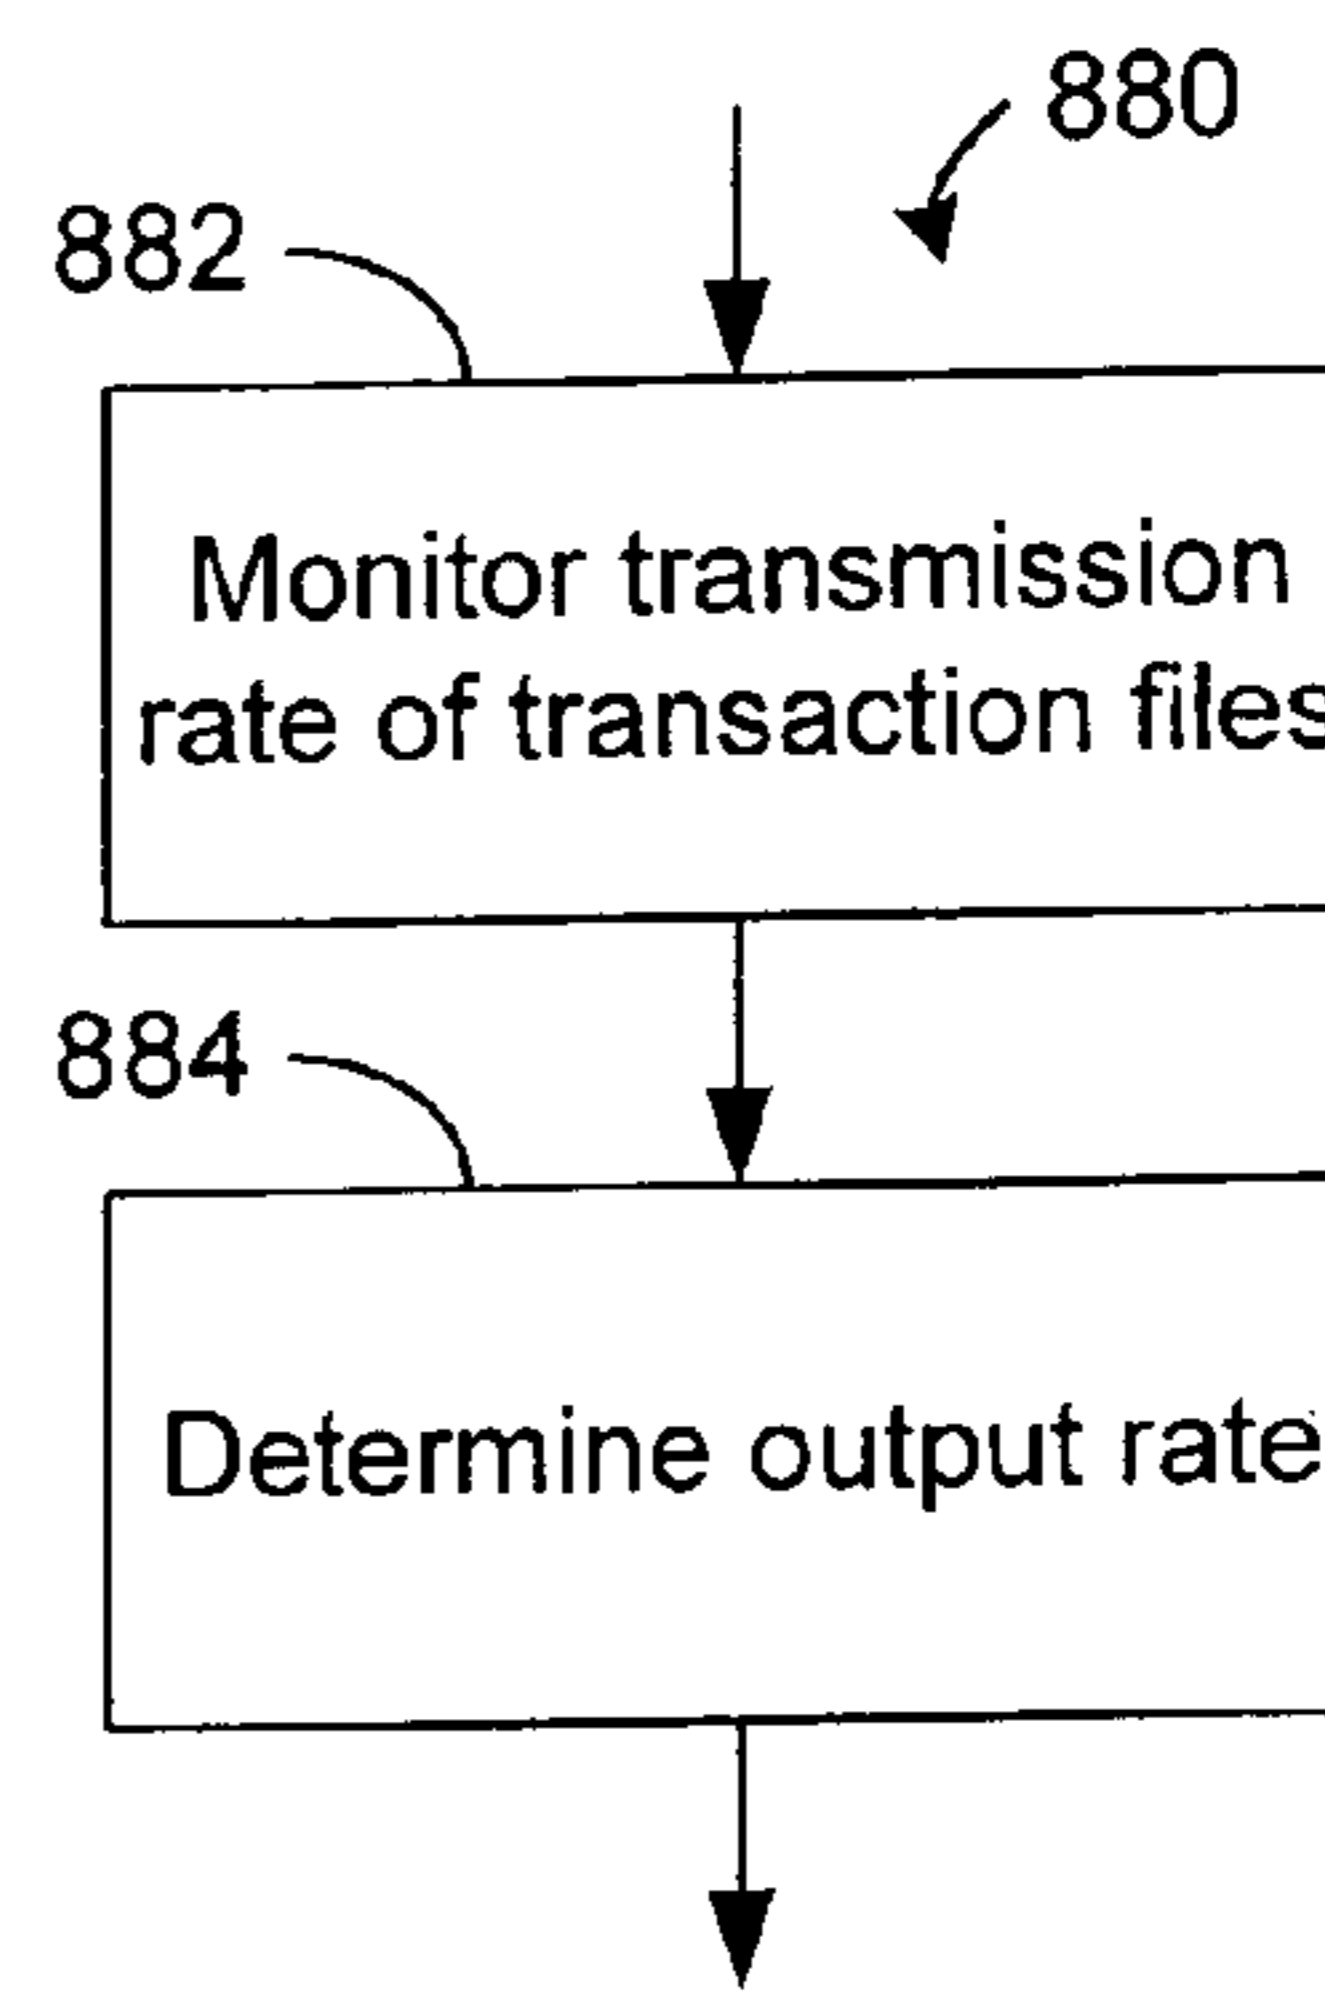 880
882
Monitor transmission
rate of transaction files
884
Determine output rate